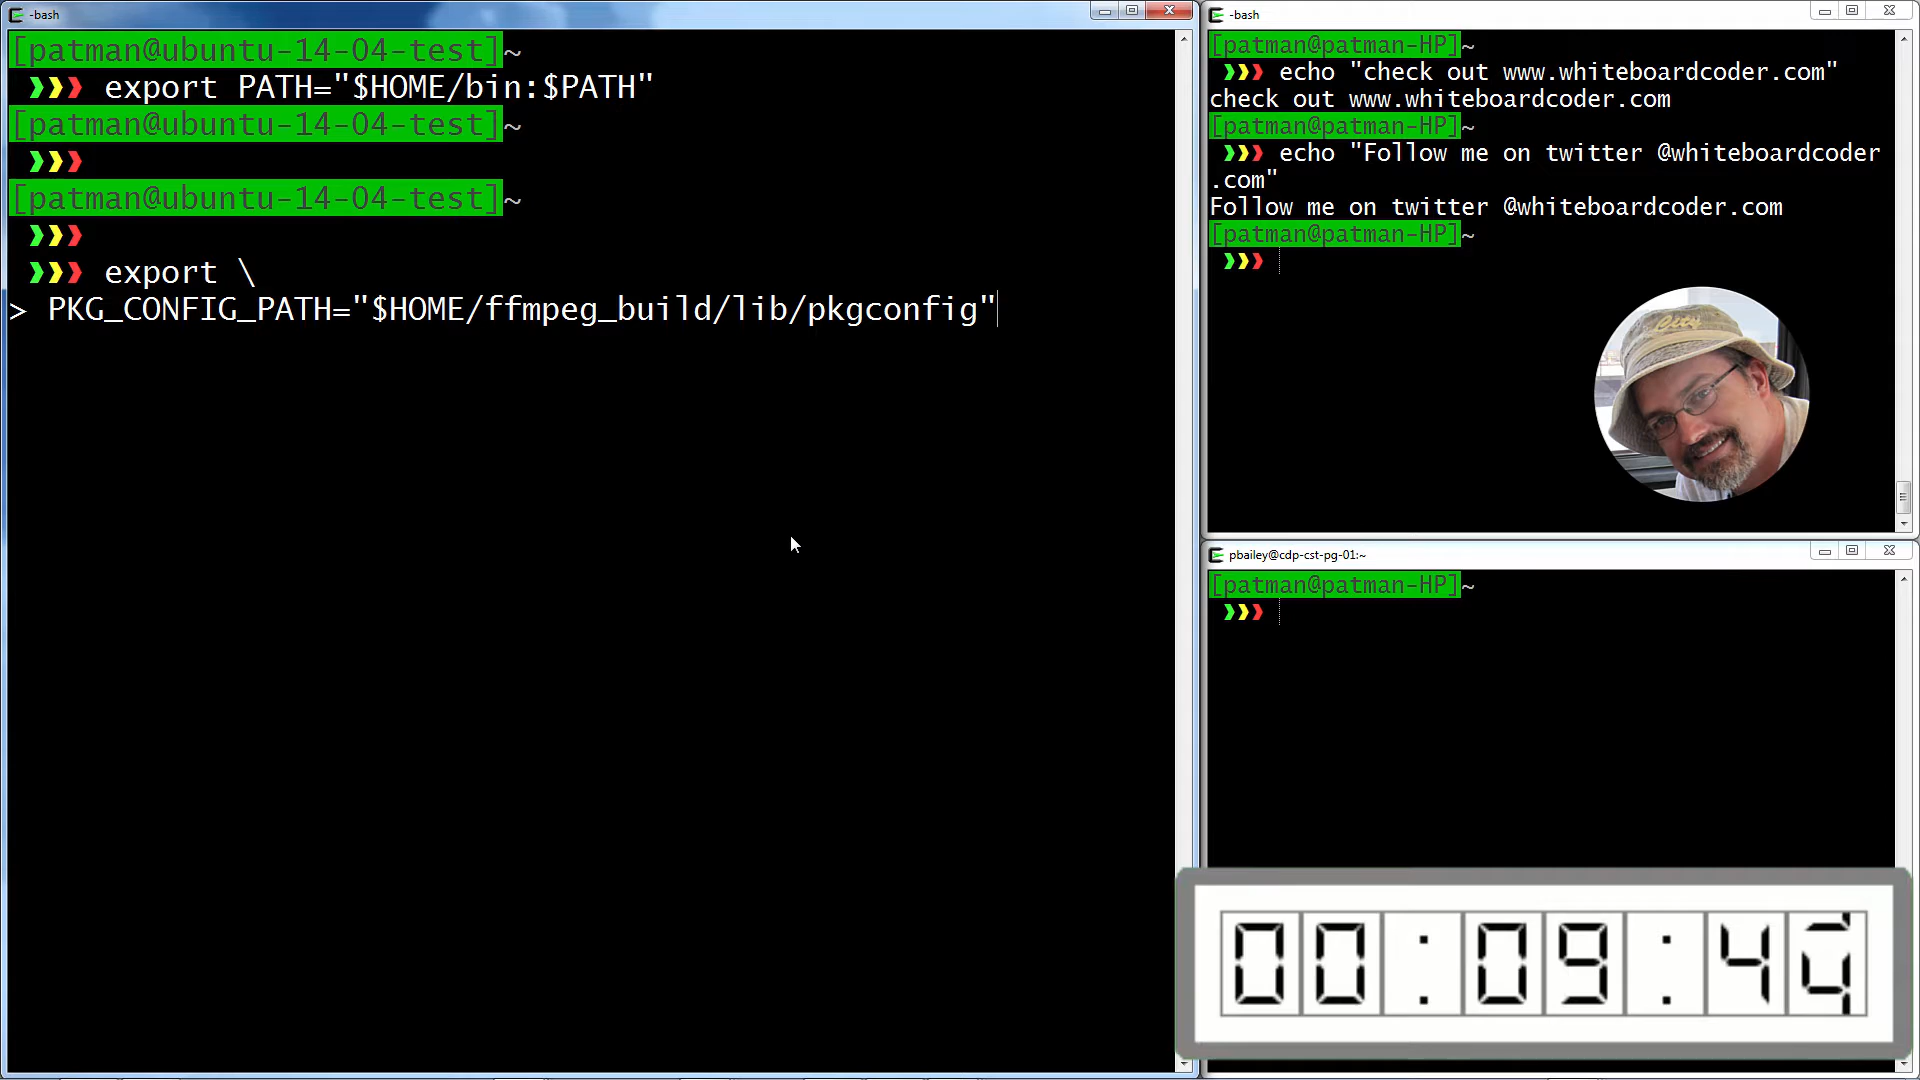 -bash
[patman@ubuntu-14-04-test]~
❱❱❱ export PATH="$HOME/bin:$PATH"
[patman@ubuntu-14-04-test]~
❱❱❱
[patman@ubuntu-14-04-test]~
❱❱❱
❱❱❱ export \
> PKG_CONFIG_PATH="$HOME/ffmpeg_build/lib/pkgconfig"
-bash
[patman@patman-HP]~
❱❱❱ echo "check out www.whiteboardcoder.com"
check out www.whiteboardcoder.com
[patman@patman-HP]~
❱❱❱ echo "Follow me on twitter @whiteboardcoder
.com"
Follow me on twitter @whiteboardcoder.com
[patman@patman-HP]~
❱❱❱
City
pbailey@cdp-cst-pg-01:~
[patman@patman-HP]~
❱❱❱
00:09:4